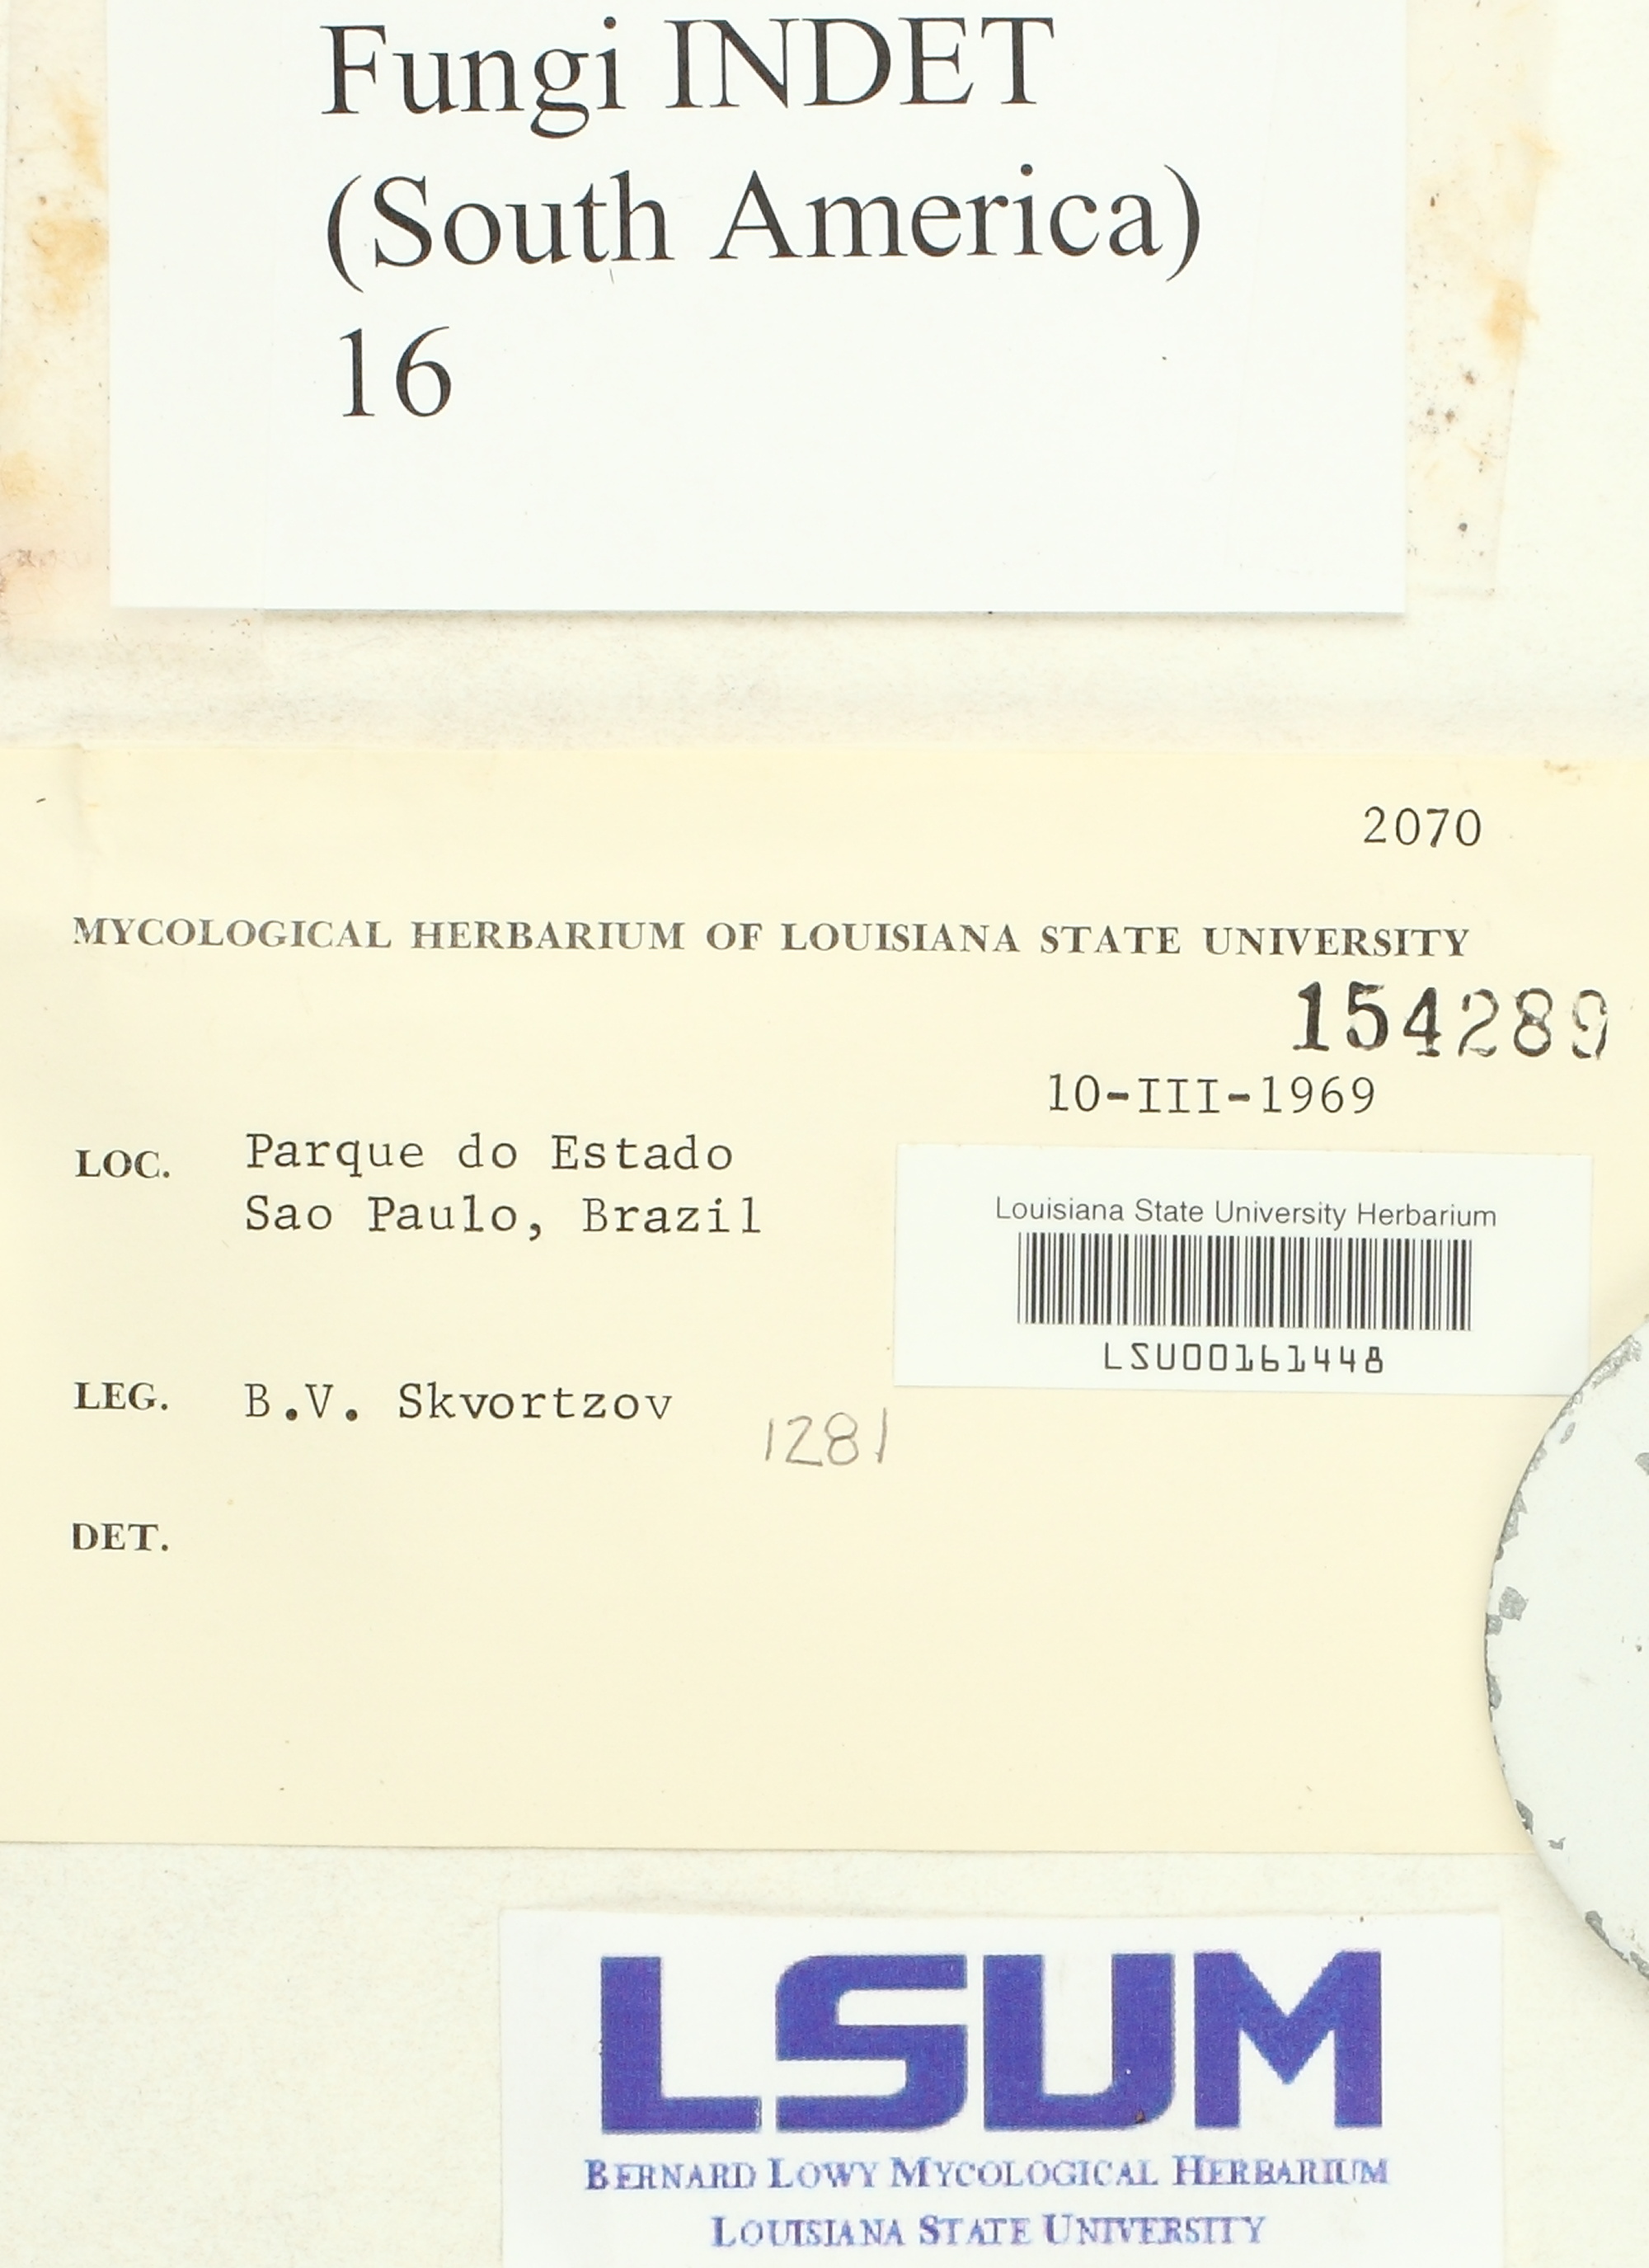 Fungi INDET
(South America)
16
2070
MYCOLOGICAL HERBARIUM OF LOUISIANA STATE UNIVERSITY
154289
10-III-1969
LOC. Parque do Estado
Sao Paulo, Brazil
Louisiana State University Herbarium
LSU00161448
LEG. B.V. Skvortzov
1281
DET.
LSUM
BERNARD LOWY MYCOLOGICAL HERBARIUM
LOUISIANA STATE UNIVERSITY